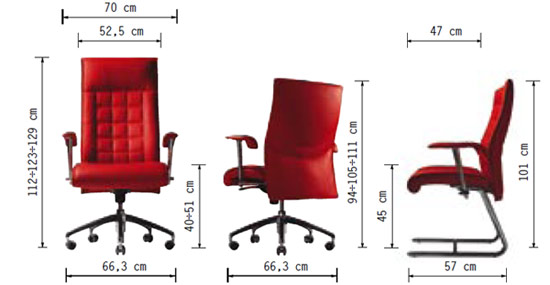 70 cm
52,5 cm
47 cm
112÷123÷129 cm
40÷51 cm
94÷105÷111 cm
45 cm
101 cm
66,3 cm
66,3 cm
57 cm